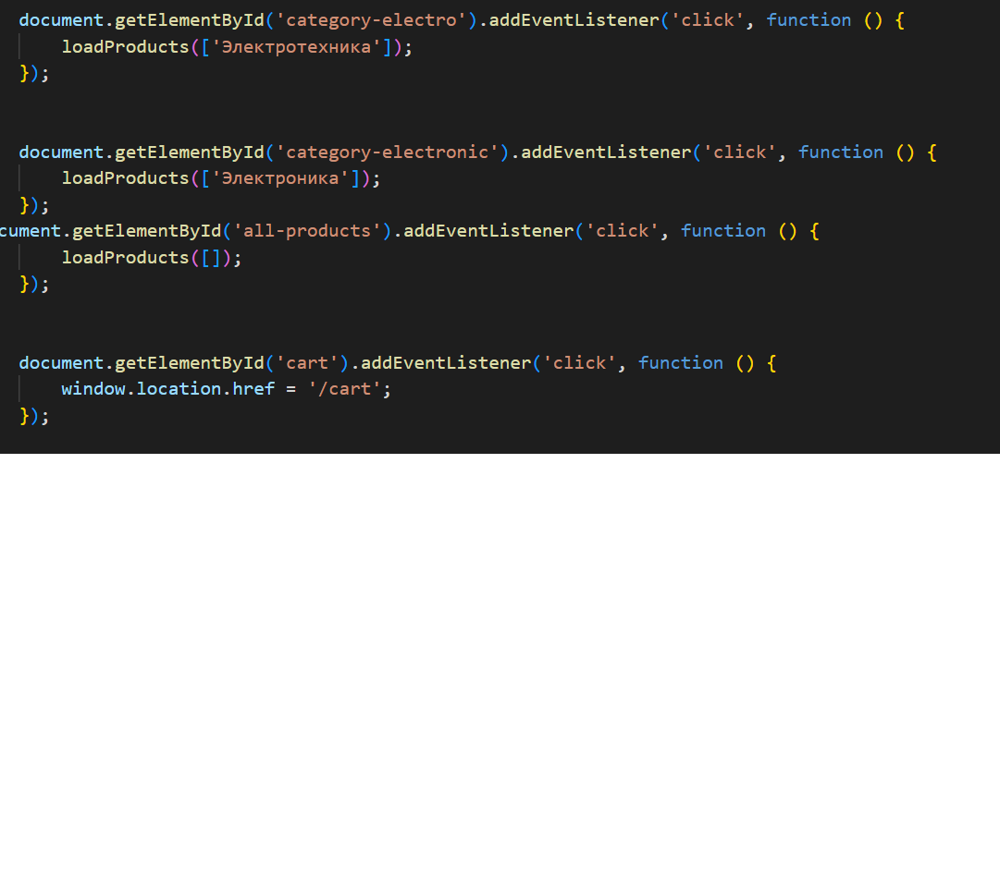 document.getElementById('category-electro').addEventListener('click', function () {
loadProducts(['Электротехника']);
});
document.getElementById('category-electronic').addEventListener('click', function () {
loadProducts(['Электроника']);
});
cument.getElementById('all-products').addEventListener('click', function () {
loadProducts([]);
});
document.getElementById('cart').addEventListener('click', function () {
window.location.href = '/cart';
});